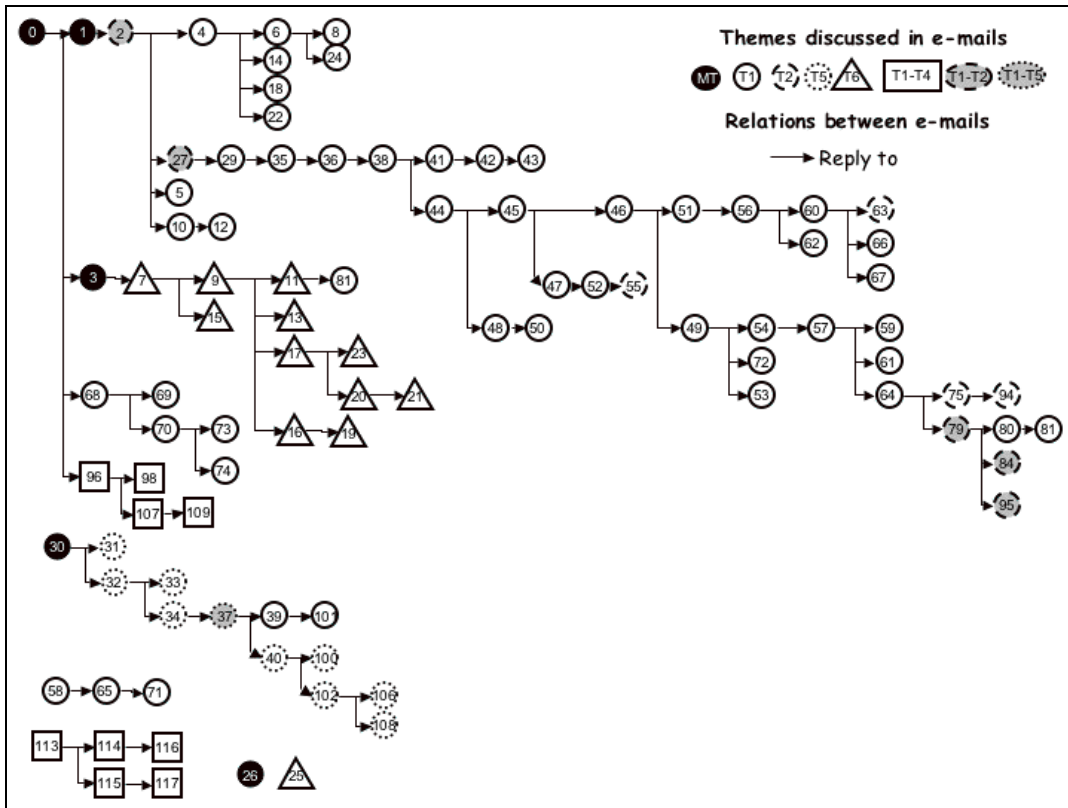 0 1 2 4 6 8
Themes discussed in e-mails
14 24
MT T1 T2 T5 T6 T1-T4 T1-T2 T1-T5
18
22
Relations between e-mails
Reply to
27 29 35 36 38 41 42 43
5
10 12 44 45 46 51 56 60 63
62 66
3 7 9 11 81 47 52 55 67
15 13 48 50 49 54 57 59
17 23 72 61
68 69 20 21 53 64 75 94
70 73 16 19 79 80 81
74 84
96 98
107 109 95
30 31
32 33
34 37 39 101
40 100
58 65 71 102 106
108
113 114 116
115 117 26 25